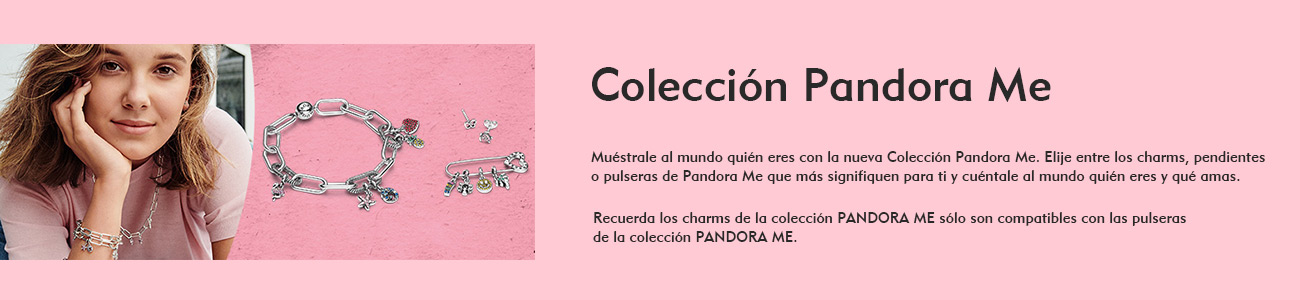 Colección Pandora Me
Muéstrale al mundo quién eres con la nueva Colección Pandora Me. Elije entre los charms, pendientes
o pulseras de Pandora Me que más signifiquen para ti y cuéntale al mundo quién eres y qué amas.
Recuerda los charms de la colección PANDORA ME sólo son compatibles con las pulseras
de la colección PANDORA ME.